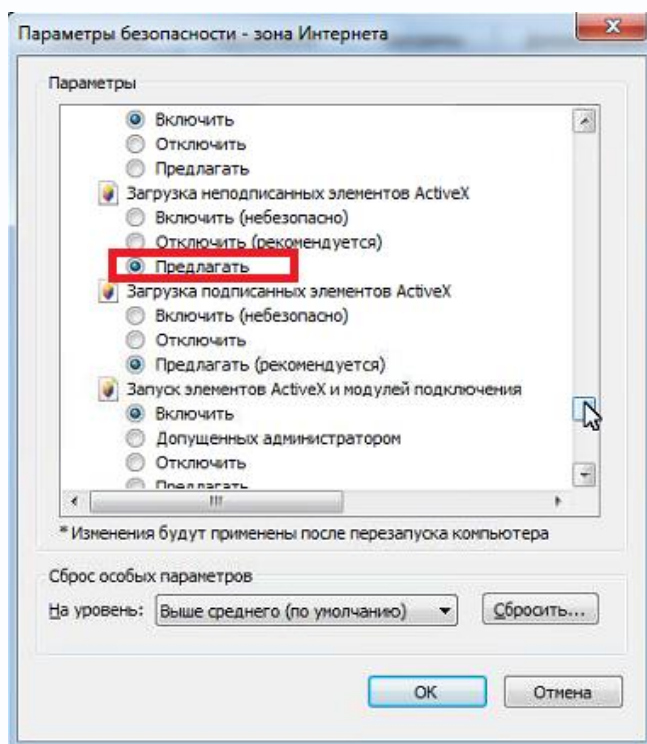 Параметры безопасности - зона Интернета
Параметры
Включить
Отключить
Предлагать
Загрузка неподписанных элементов ActiveX
Включить (небезопасно)
Отключить (рекомендуется)
Предлагать
Загрузка подписанных элементов ActiveX
Включить (небезопасно)
Отключить
Предлагать (рекомендуется)
Запуск элементов ActiveX и модулей подключения
Включить
Допущенных администратором
Отключить
Предлагать
* Изменения будут применены после перезапуска компьютера
Сброс особых параметров
На уровень: Выше среднего (по умолчанию) Сбросить...
ОК Отмена